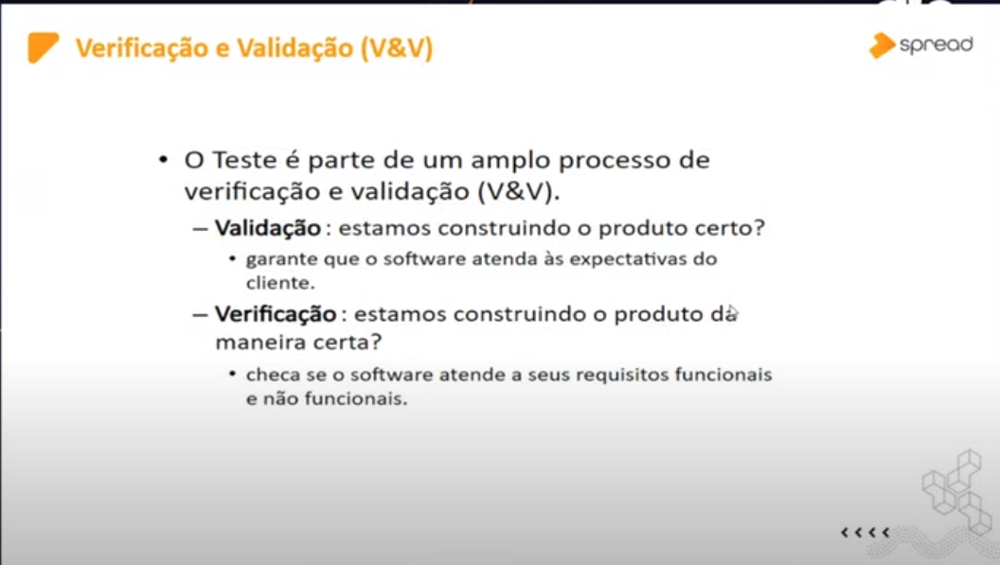 Verificação e Validação (V&V)
spread
• O Teste é parte de um amplo processo de
verificação e validação (V&V).
– Validação : estamos construindo o produto certo?
• garante que o software atenda às expectativas do
cliente.
– Verificação : estamos construindo o produto da
maneira certa?
• checa se o software atende a seus requisitos funcionais
e não funcionais.